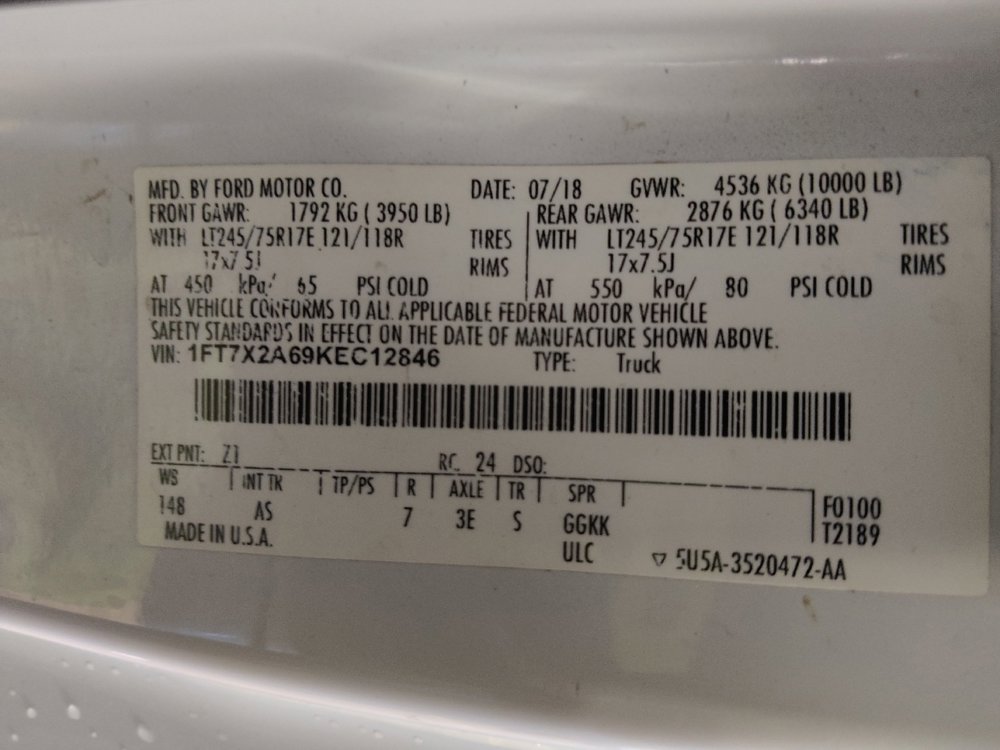 MFD. BY FORD MOTOR CO. DATE: 07/18 GVWR: 4536 KG (10000 LB)
FRONT GAWR: 1792 KG ( 3950 LB) REAR GAWR: 2876 KG ( 6340 LB)
WITH LT245/75R17E 121/118R TIRES WITH LT245/75R17E 121/118R TIRES
17x7.5J RIMS 17x7.5J RIMS
AT 450 kPa/ 65 PSI COLD AT 550 kPa/ 80 PSI COLD
THIS VEHICLE CONFORMS TO ALL APPLICABLE FEDERAL MOTOR VEHICLE
SAFETY STANDARDS IN EFFECT ON THE DATE OF MANUFACTURE SHOWN ABOVE.
VIN: 1FT7X2A69KEC12846 TYPE: Truck
EXT PNT: Z1 RC: 24 DSO:
WS INT TR TP/PS R AXLE TR SPR F0100
148 AS 7 3E S GGKK T2189
MADE IN U.S.A. ULC ▽ 5U5A-3520472-AA